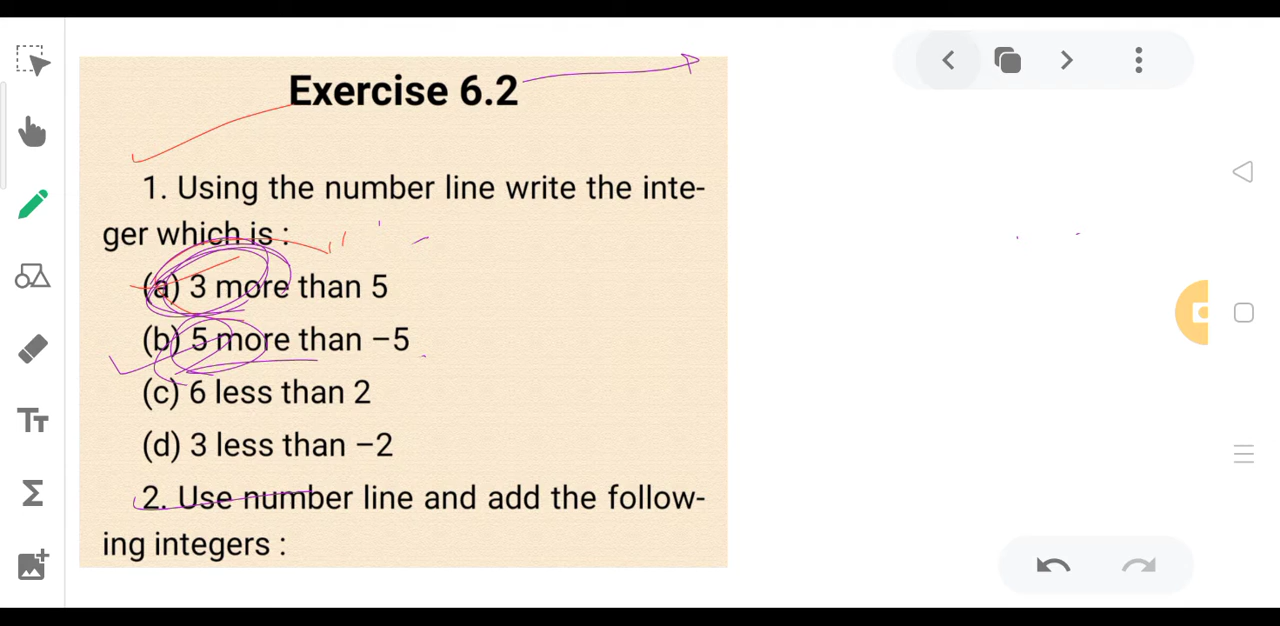 Exercise 6.2
1. Using the number line write the inte-
ger which is :
(a) 3 more than 5
(b) 5 more than −5
(c) 6 less than 2
(d) 3 less than −2
2. Use number line and add the follow-
ing integers :
Tт
Σ